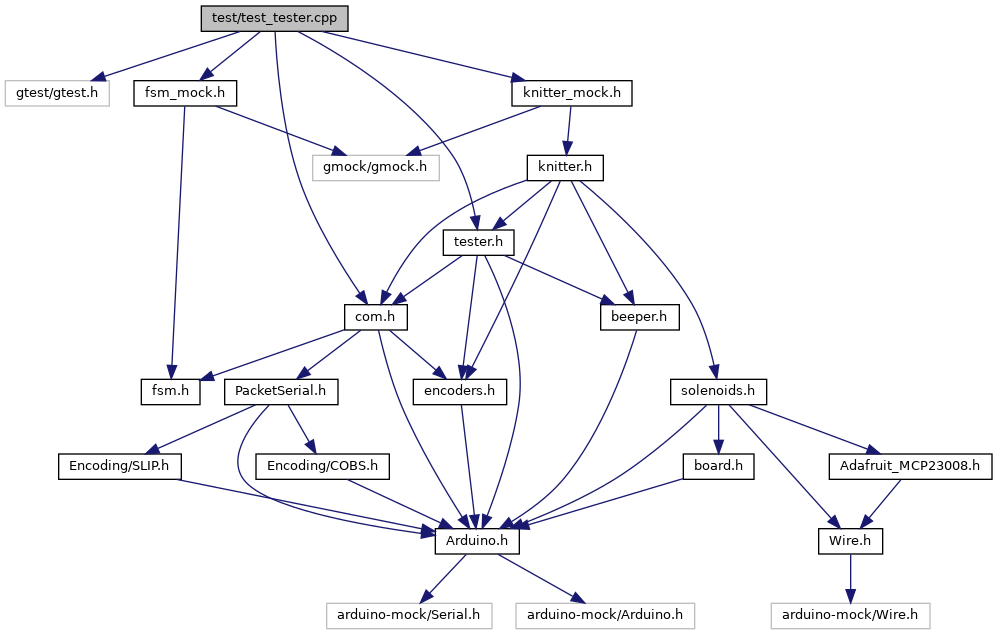 test/test_tester.cpp
gtest/gtest.h
fsm_mock.h
knitter_mock.h
gmock/gmock.h
knitter.h
tester.h
com.h
beeper.h
fsm.h
PacketSerial.h
encoders.h
solenoids.h
Encoding/SLIP.h
Encoding/COBS.h
board.h
Adafruit_MCP23008.h
Arduino.h
Wire.h
arduino-mock/Serial.h
arduino-mock/Arduino.h
arduino-mock/Wire.h